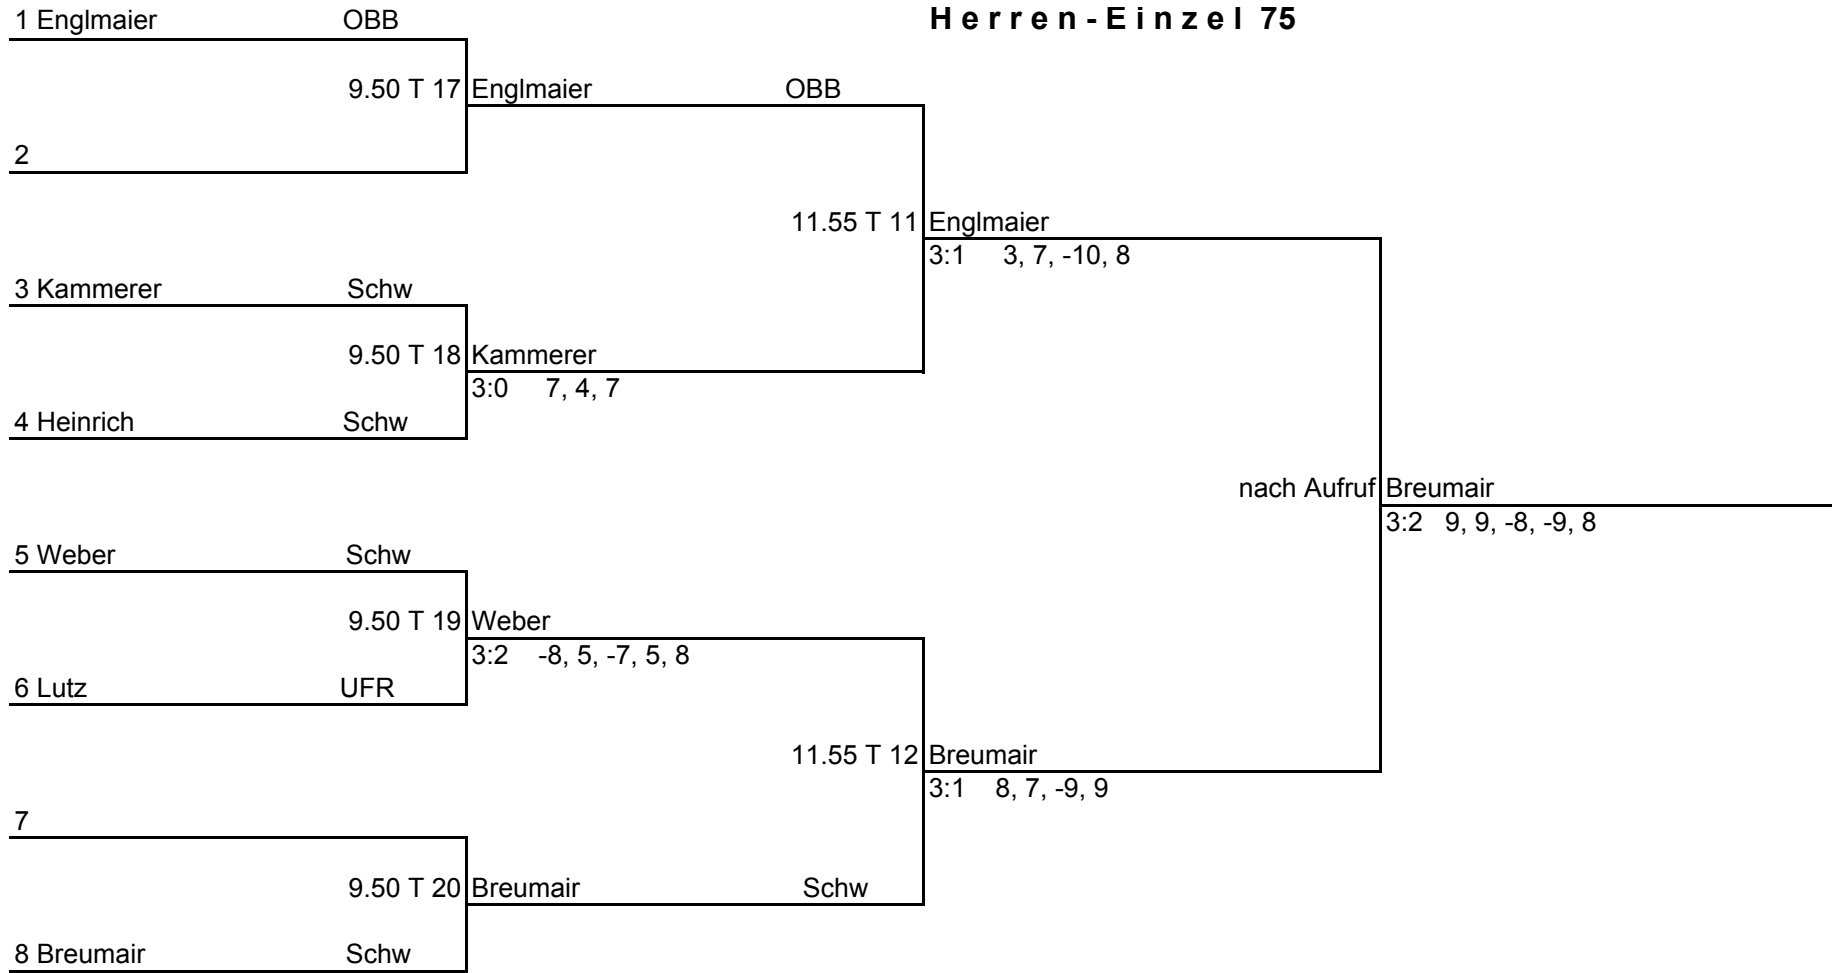 1 Englmaier OBB H e r r e n - E i n z e l 75
9.50 T 17 Englmaier OBB
2
11.55 T 11 Englmaier
3:1 3, 7, -10, 8
3 Kammerer Schw
9.50 T 18 Kammerer
3:0 7, 4, 7
4 Heinrich Schw
nach Aufruf Breumair
3:2 9, 9, -8, -9, 8
5 Weber Schw
9.50 T 19 Weber
3:2 -8, 5, -7, 5, 8
6 Lutz UFR
11.55 T 12 Breumair
3:1 8, 7, -9, 9
7
9.50 T 20 Breumair Schw
8 Breumair Schw